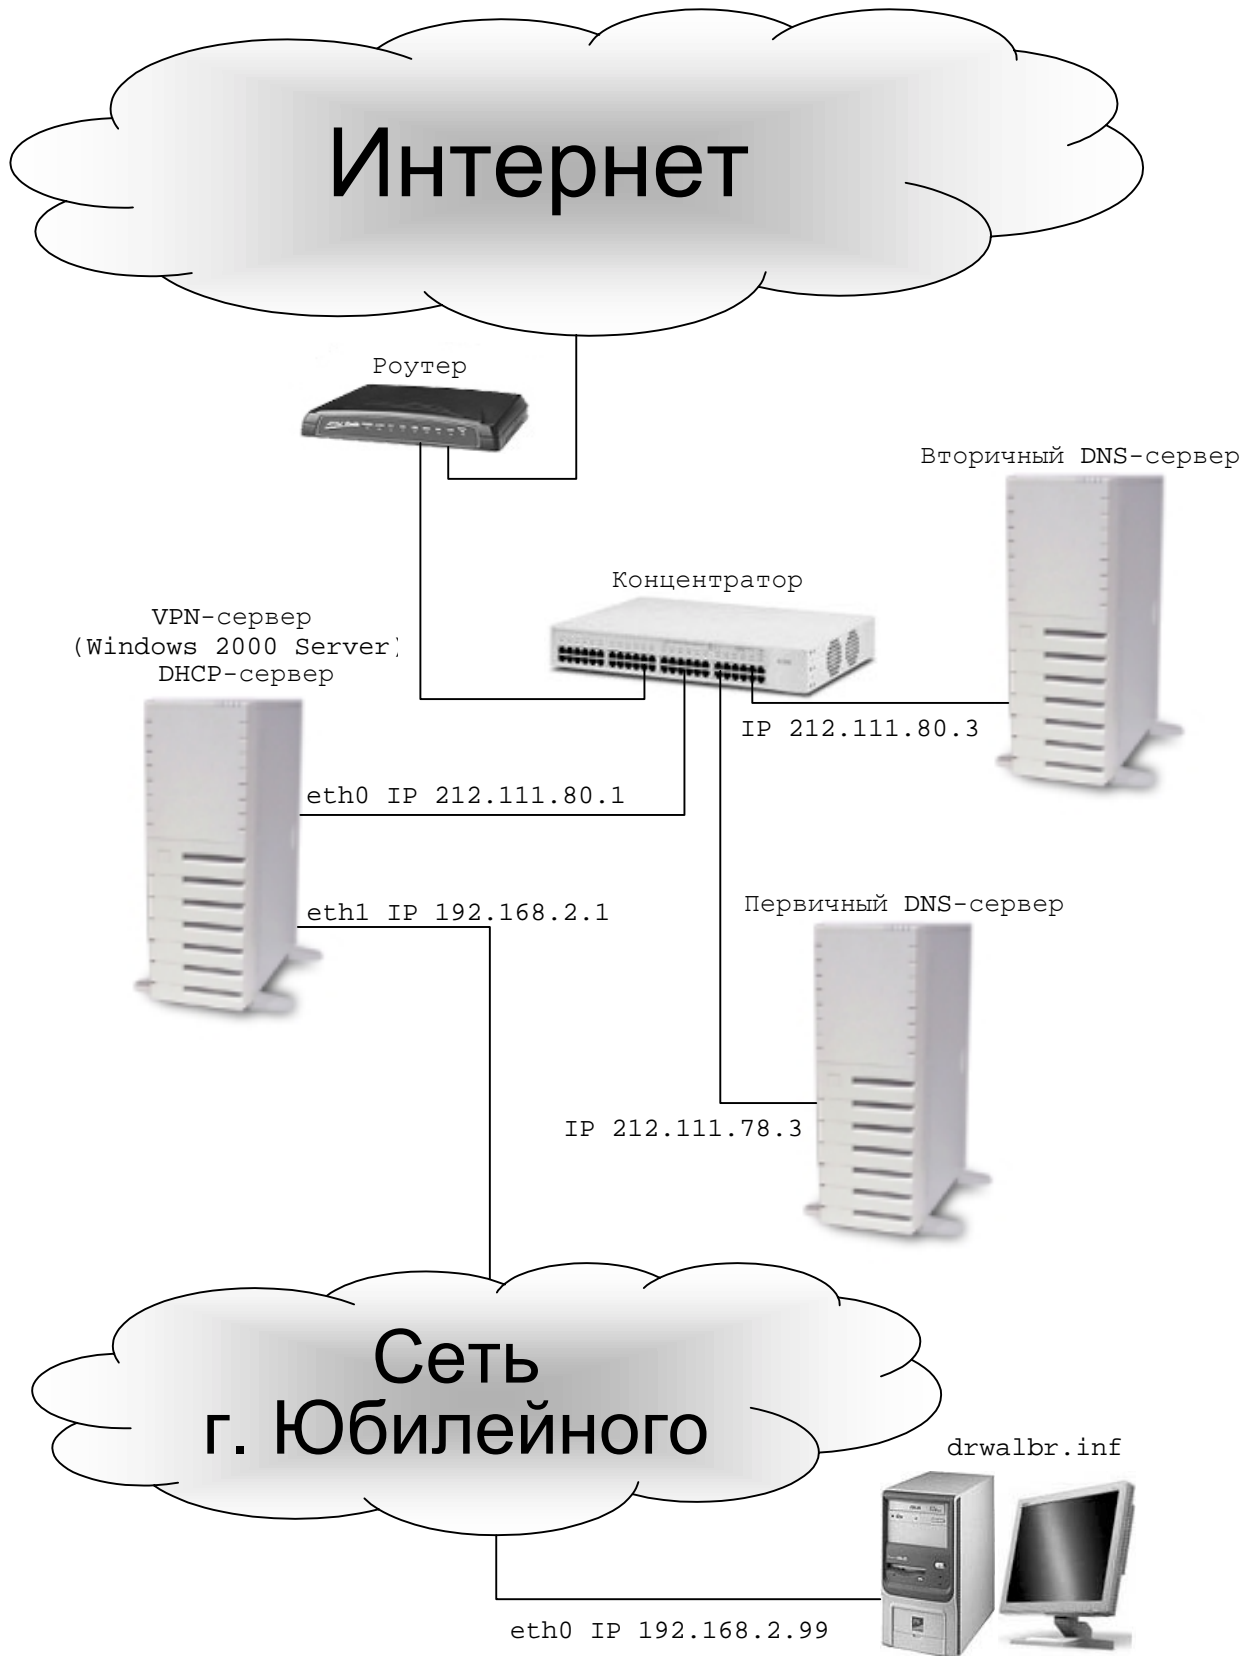 Интернет
Роутер
Вторичный DNS-сервер
Концентратор
VPN-сервер
(Windows 2000 Server)
DHCP-сервер
IP 212.111.80.3
eth0 IP 212.111.80.1
eth1 IP 192.168.2.1
Первичный DNS-сервер
IP 212.111.78.3
Сеть
г. Юбилейного
drwalbr.inf
eth0 IP 192.168.2.99